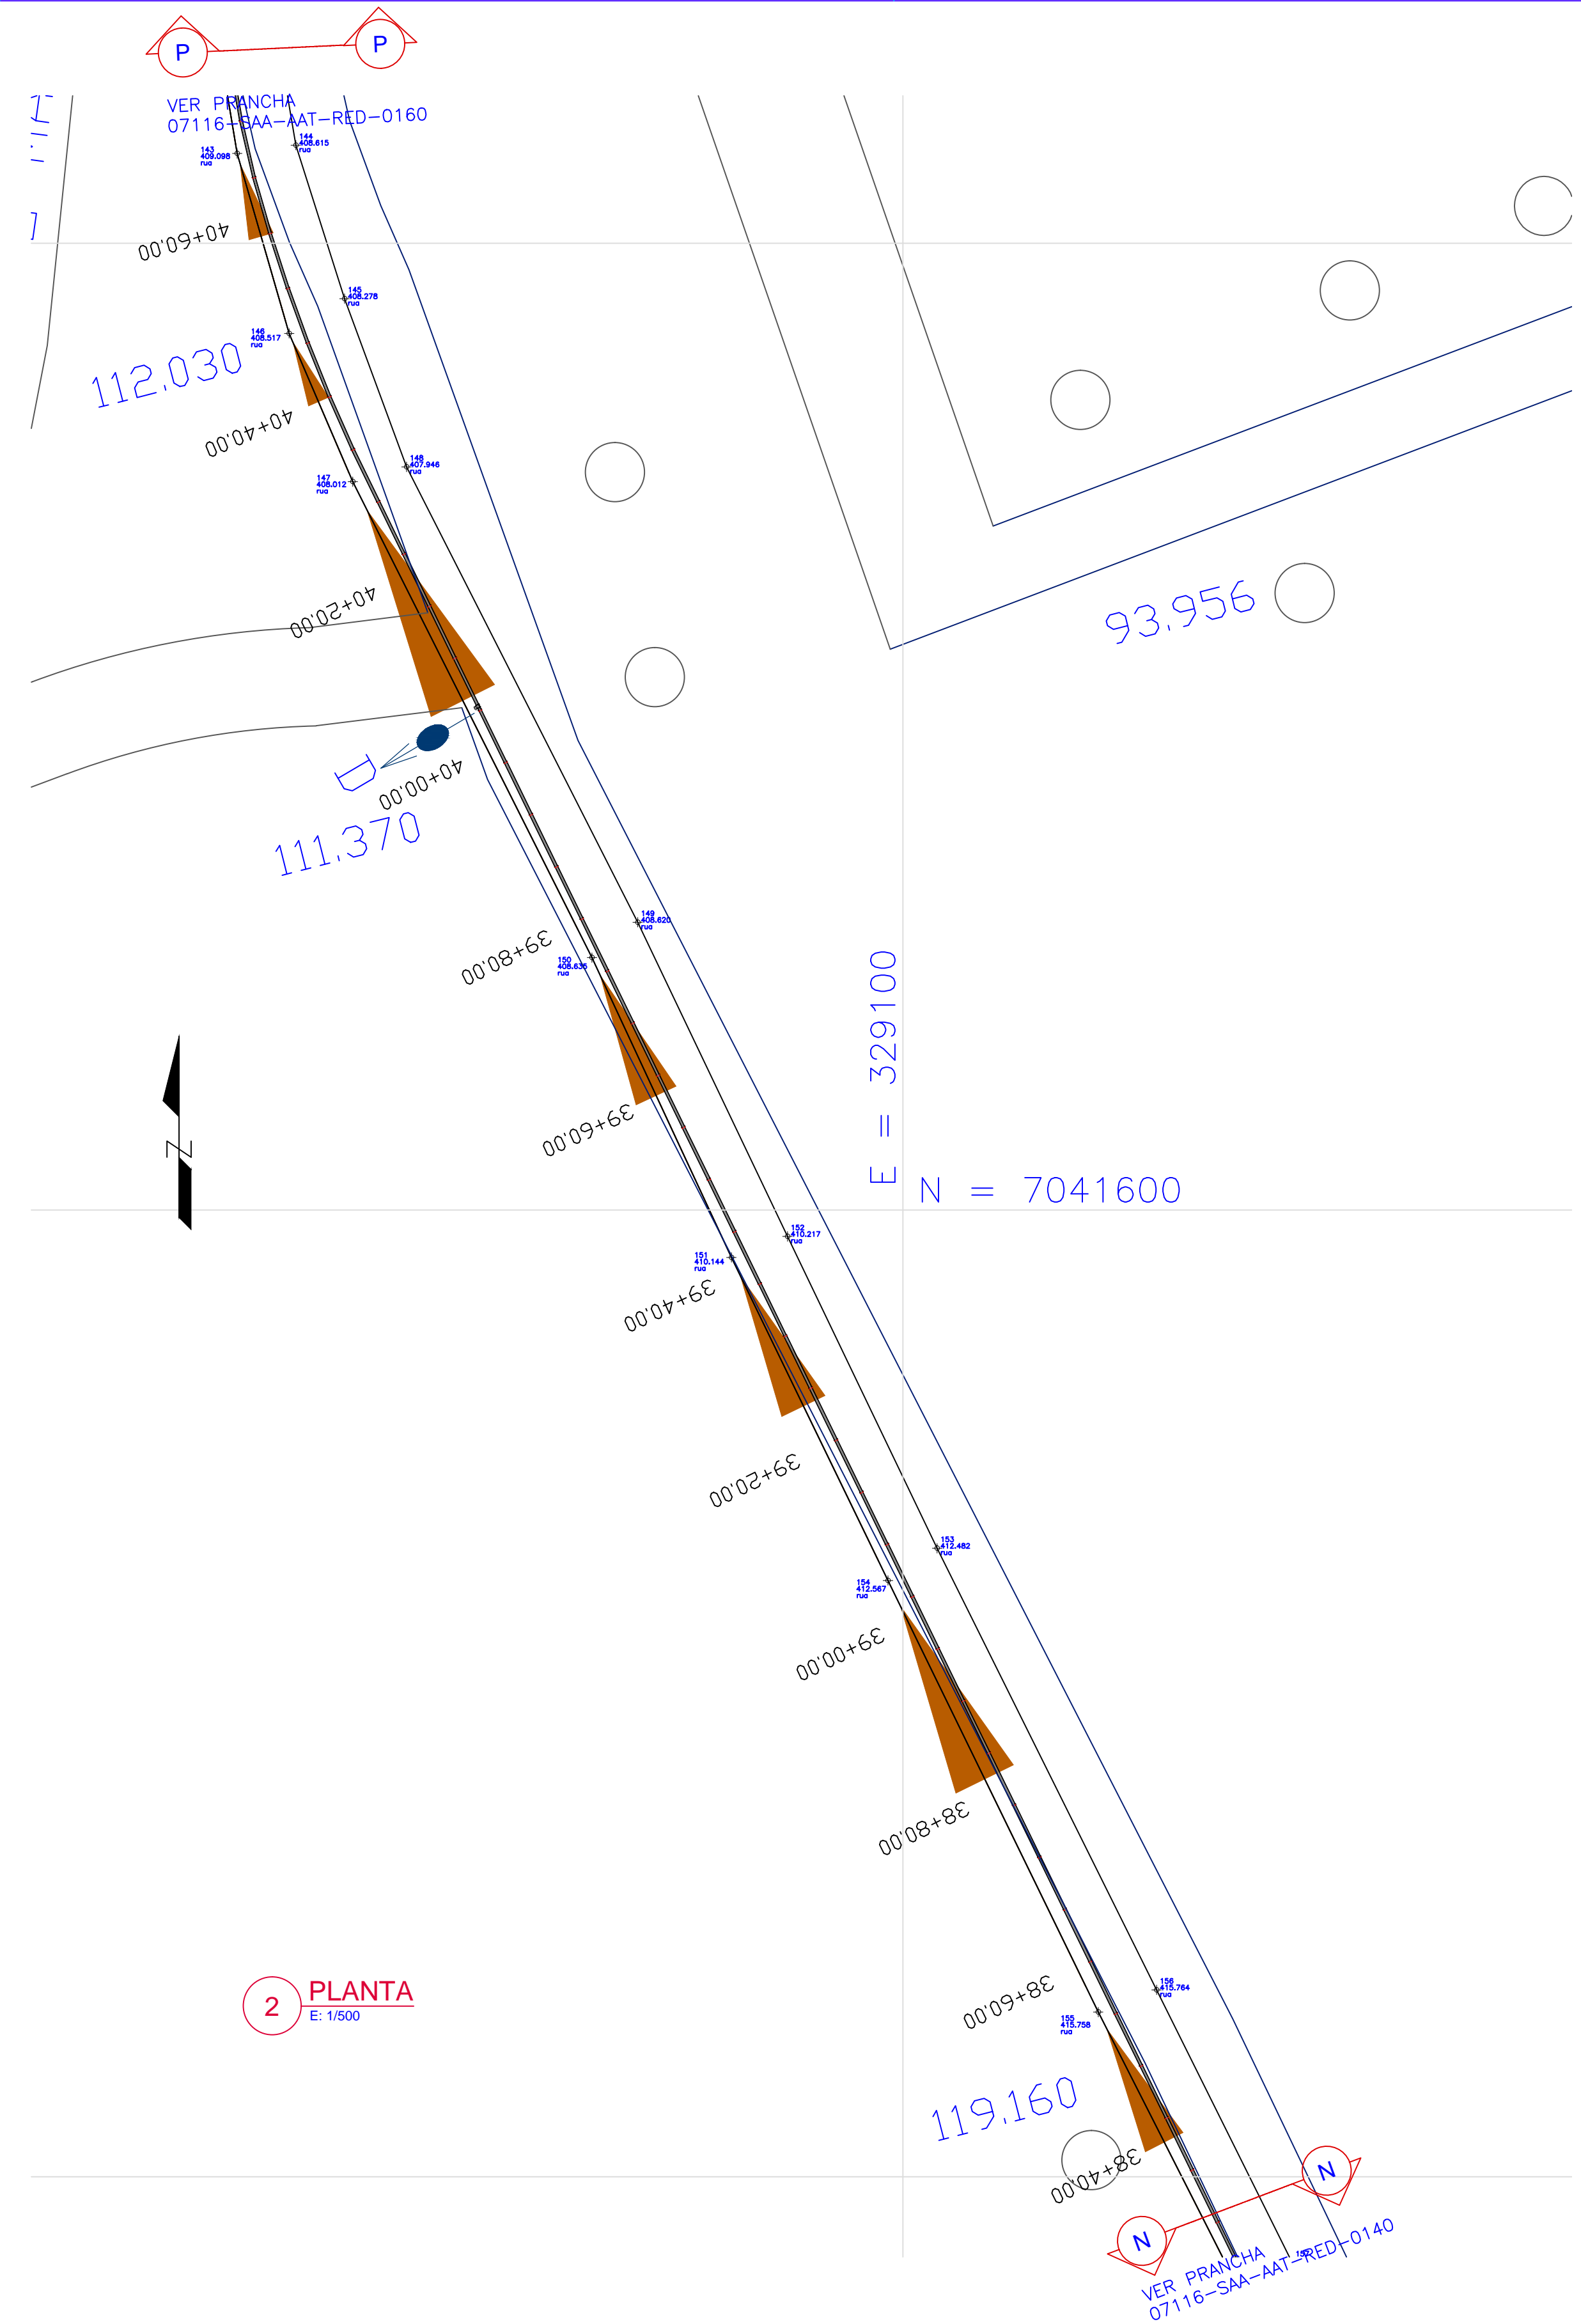 P
P
VER PRANCHA
07116-SAA-AAT-RED-0160
144
408.615
rua
143
409.098
rua
40+60.00
145
408.278
rua
146
408.517
rua
112.030
40+40.00
148
407.946
rua
147
408.012
rua
40+20.00
93.956
D
40+00.00
111.370
149
408.620
rua
39+80.00
150
408.635
rua
E = 329100
39+60.00
N
N = 7041600
152
410.217
rua
151
410.144
rua
39+40.00
39+20.00
153
412.482
rua
154
412.567
rua
39+00.00
38+80.00
2
PLANTA
E: 1/500
38+60.00
156
415.764
rua
155
415.758
rua
119.160
38+40.00
N
N
VER PRANCHA
07116-SAA-AAT-RED-0140